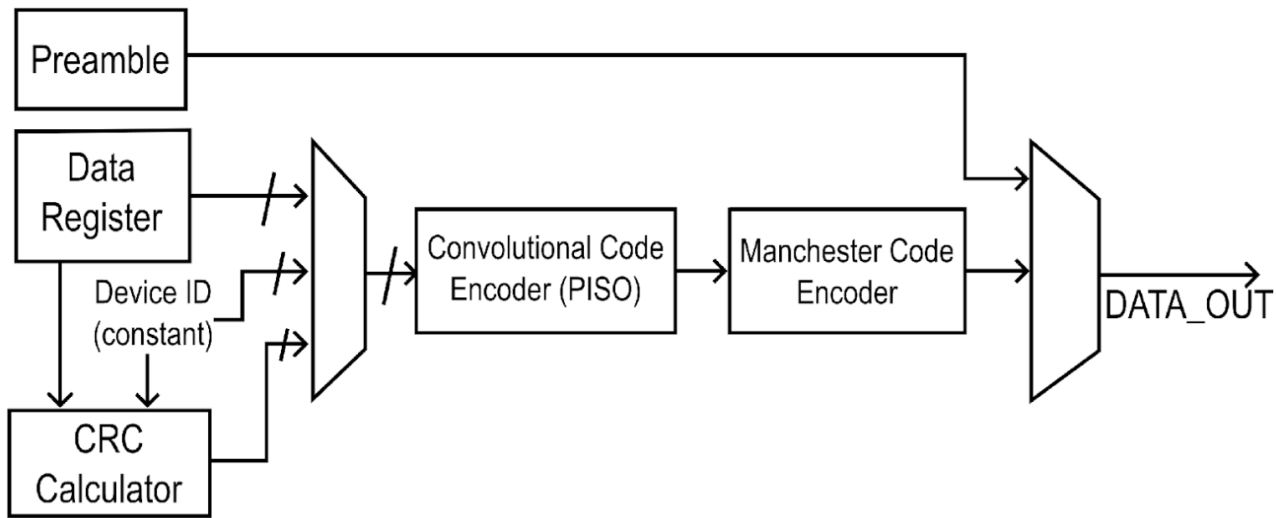 Preamble
Data
Register
Device ID
(constant)
CRC
Calculator
Convolutional Code
Encoder (PISO)
Manchester Code
Encoder
DATA_OUT